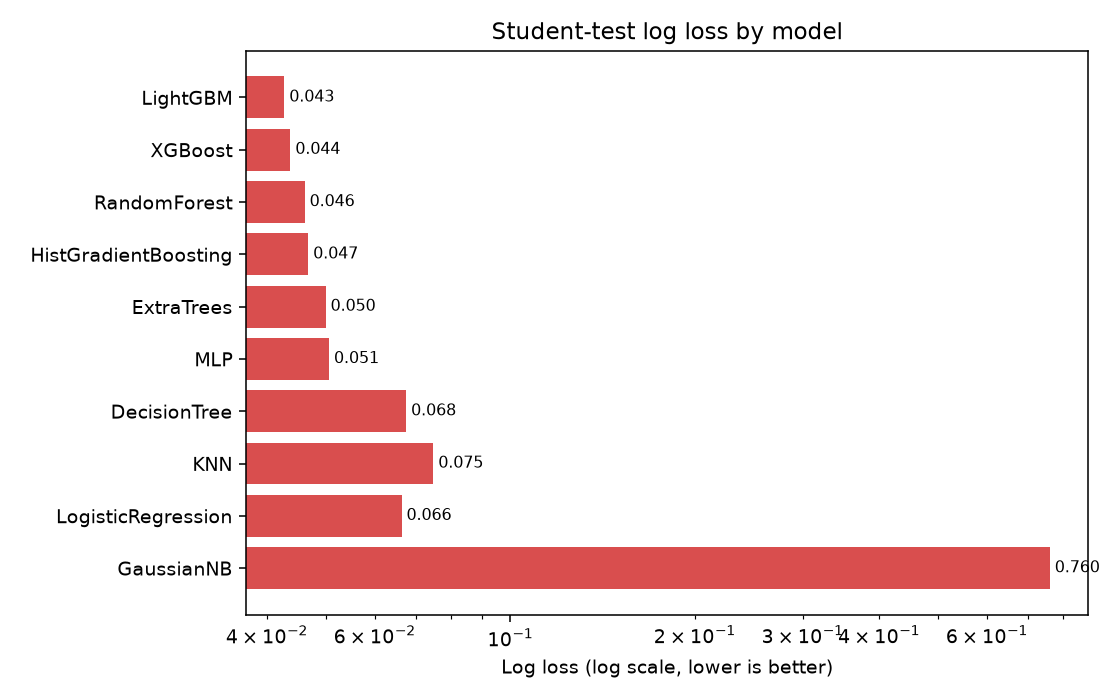 Student-test log loss by model
LightGBM 0.043
XGBoost 0.044
RandomForest 0.046
HistGradientBoosting 0.047
ExtraTrees 0.050
MLP 0.051
DecisionTree 0.068
KNN 0.075
LogisticRegression 0.066
GaussianNB 0.760
4 × 10⁻² 6 × 10⁻² 10⁻¹ 2 × 10⁻¹ 3 × 10⁻¹ 4 × 10⁻¹ 6 × 10⁻¹
Log loss (log scale, lower is better)